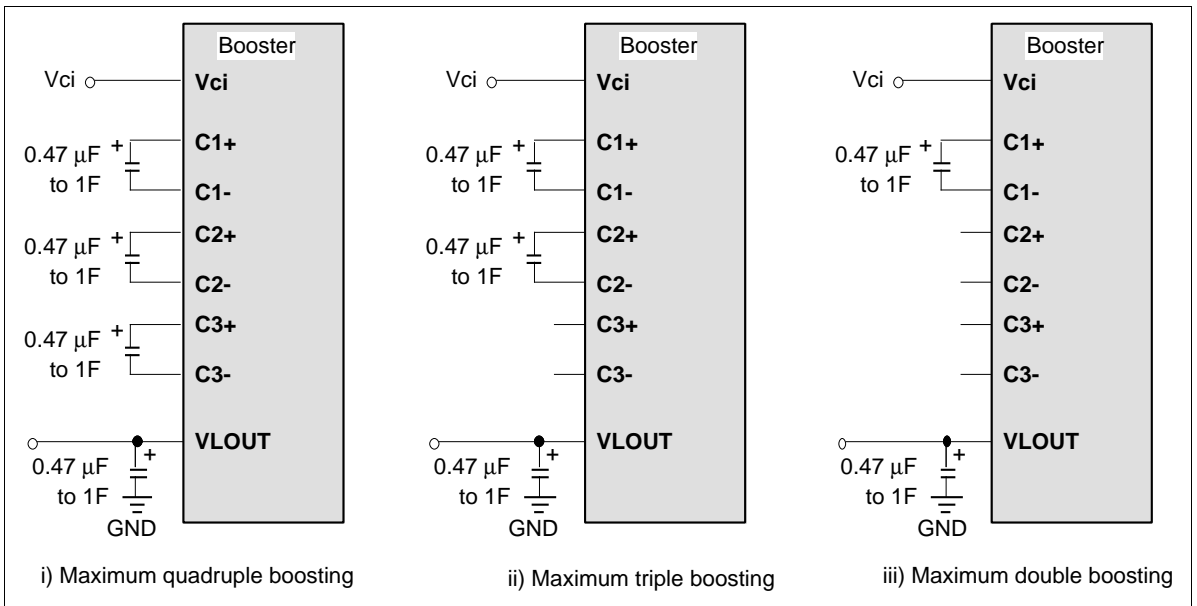 Booster
Vci
Vci
0.47 μF
to 1F
+
C1+
C1-
0.47 μF
to 1F
+
C2+
C2-
0.47 μF
to 1F
+
C3+
C3-
VLOUT
0.47 μF
to 1F
+
GND
i) Maximum quadruple boosting
Booster
Vci
Vci
0.47 μF
to 1F
+
C1+
C1-
0.47 μF
to 1F
+
C2+
C2-
C3+
C3-
VLOUT
0.47 μF
to 1F
+
GND
ii) Maximum triple boosting
Booster
Vci
Vci
0.47 μF
to 1F
+
C1+
C1-
C2+
C2-
C3+
C3-
VLOUT
0.47 μF
to 1F
+
GND
iii) Maximum double boosting